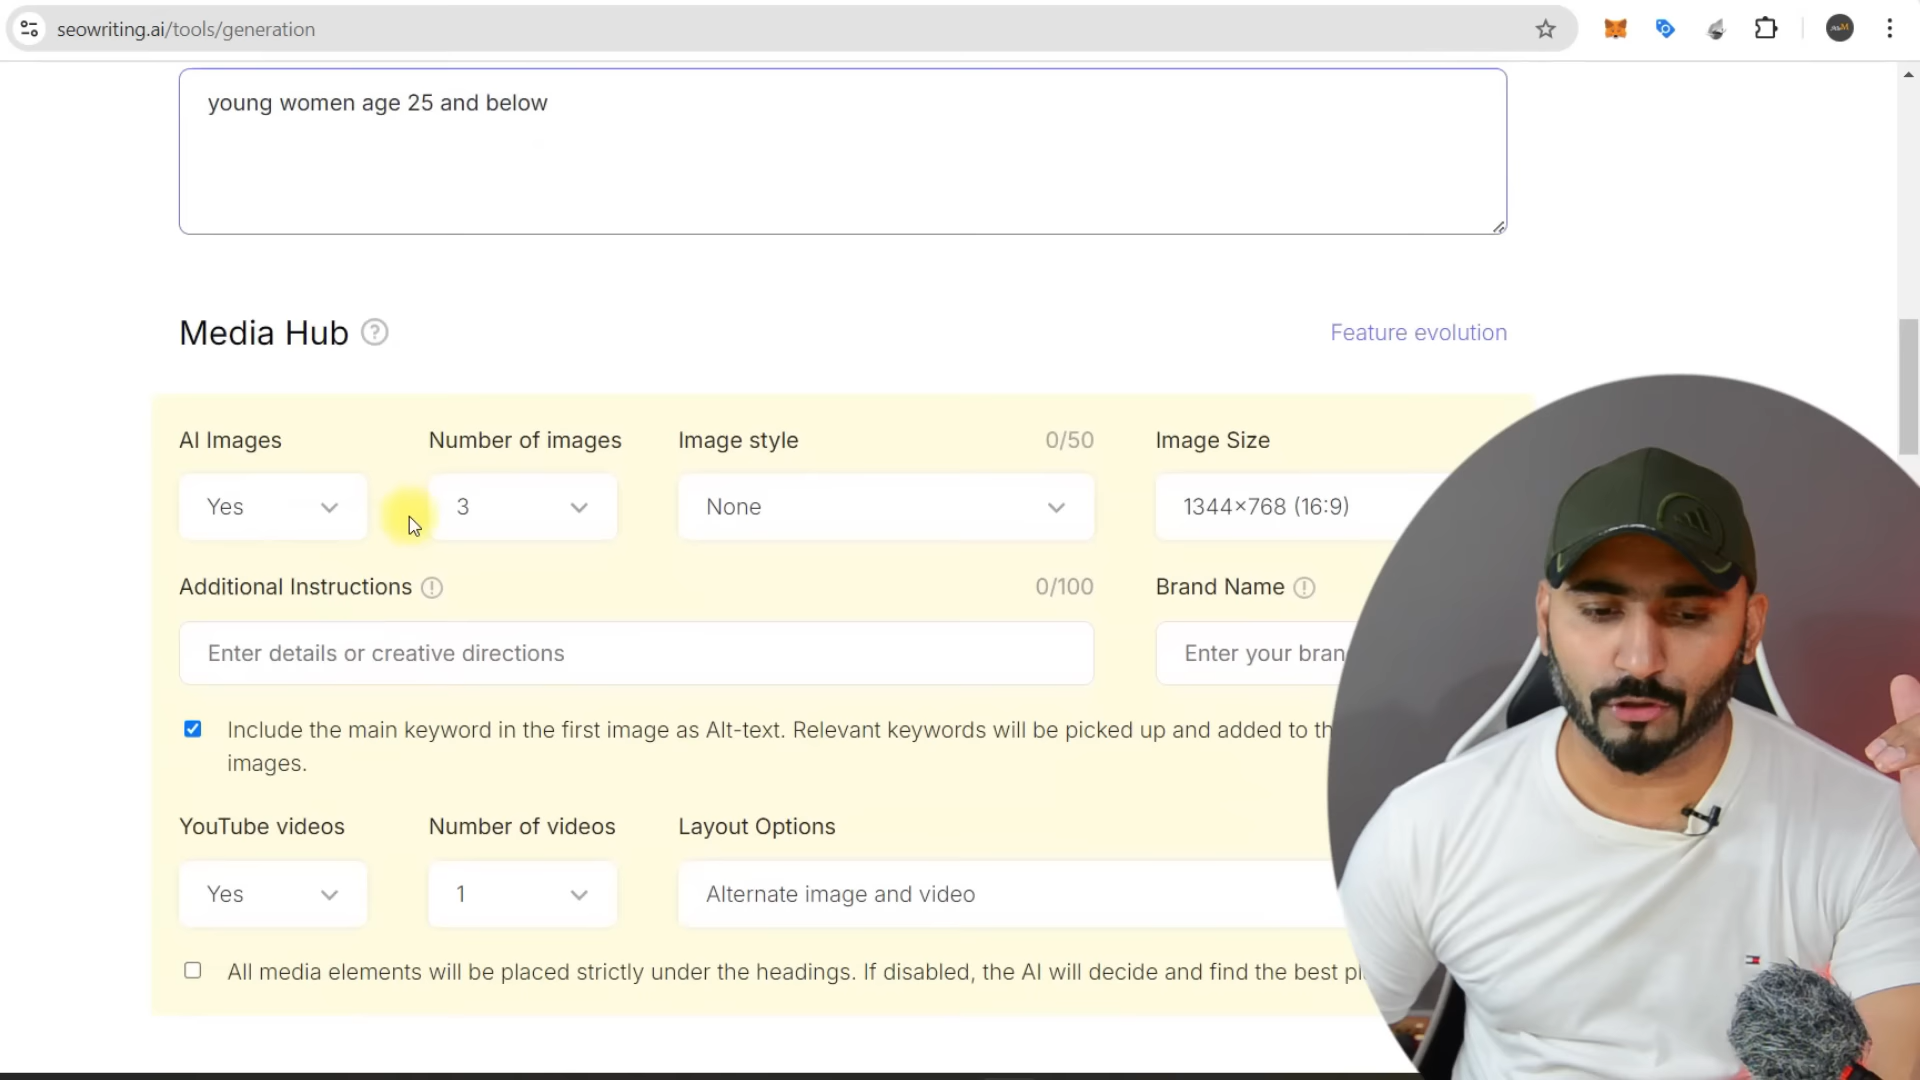 seowriting.ai/tools/generation
young women age 25 and below
Media Hub
Feature evolution
AI Images
Number of images
Image style
0/50
Image Size
Yes
3
None
1344×768 (16:9)
Additional Instructions
0/100
Brand Name
Enter details or creative directions
Enter your bran
Include the main keyword in the first image as Alt-text. Relevant keywords will be picked up and added to th
images.
YouTube videos
Number of videos
Layout Options
Yes
1
Alternate image and video
All media elements will be placed strictly under the headings. If disabled, the AI will decide and find the best pl